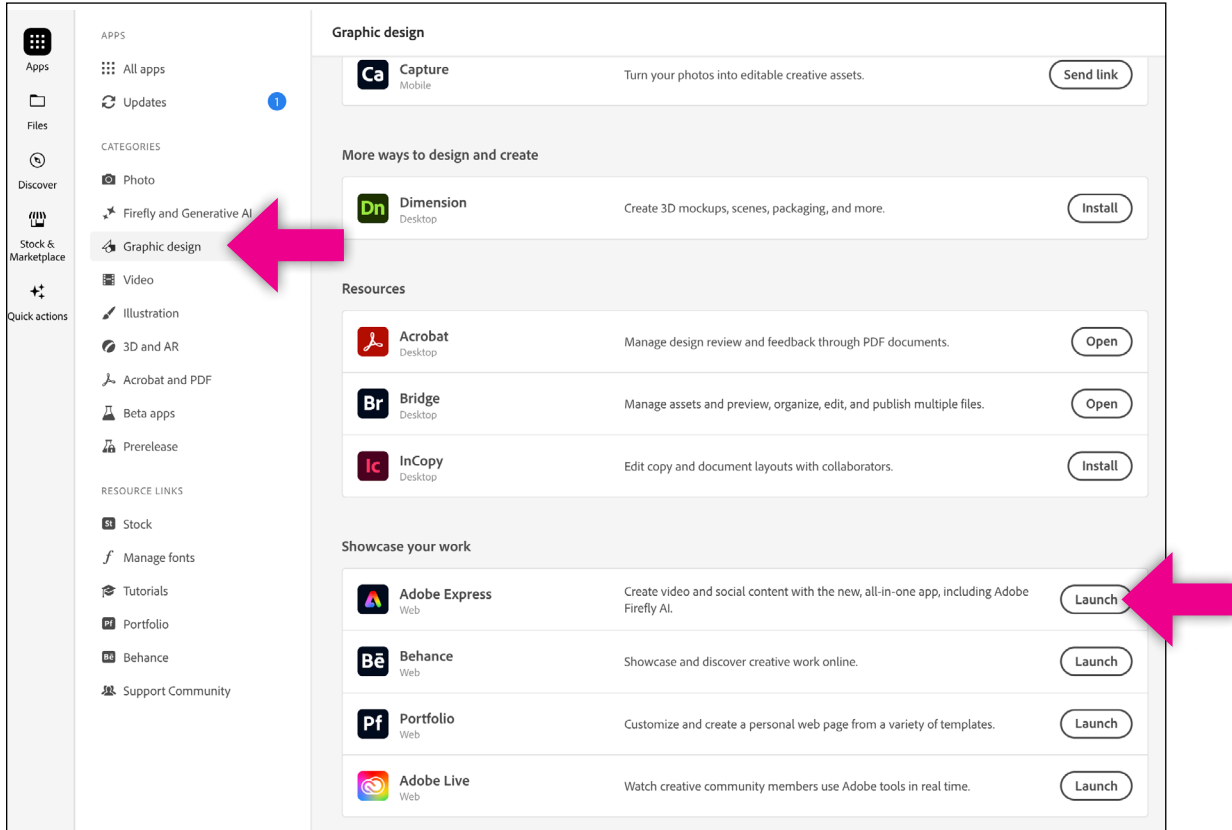 Apps
Files
Discover
Stock &
Marketplace
Quick actions
APPS
All apps
Updates
1
CATEGORIES
Photo
Firefly and Generative AI
Graphic design
Video
Illustration
3D and AR
Acrobat and PDF
Beta apps
Prerelease
RESOURCE LINKS
St Stock
Manage fonts
Tutorials
Pf Portfolio
Bē Behance
Support Community
Graphic design
Ca
Capture
Mobile
Turn your photos into editable creative assets.
Send link
More ways to design and create
Dn
Dimension
Desktop
Create 3D mockups, scenes, packaging, and more.
Install
Resources
Acrobat
Desktop
Manage design review and feedback through PDF documents.
Open
Br
Bridge
Desktop
Manage assets and preview, organize, edit, and publish multiple files.
Open
Ic
InCopy
Desktop
Edit copy and document layouts with collaborators.
Install
Showcase your work
Adobe Express
Web
Create video and social content with the new, all-in-one app, including Adobe
Firefly AI.
Launch
Bē
Behance
Web
Showcase and discover creative work online.
Launch
Pf
Portfolio
Web
Customize and create a personal web page from a variety of templates.
Launch
Adobe Live
Web
Watch creative community members use Adobe tools in real time.
Launch